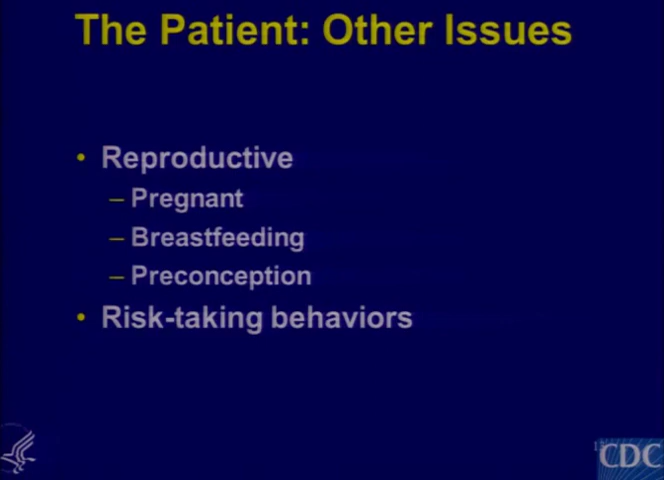 The Patient: Other Issues
• Reproductive
– Pregnant
– Breastfeeding
– Preconception
• Risk-taking behaviors
CDC